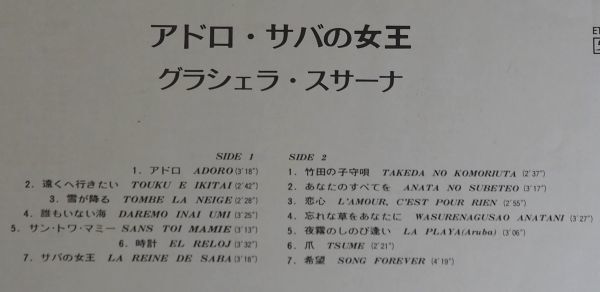 アドロ・サバの女王
グラシェラ・スサーナ
SIDE 1
1. アドロ ADORO (3'18")
2. 遠くへ行きたい TOUKU E IKITAI (2'42")
3. 雪が降る TOMBE LA NEIGE (2'28")
4. 誰もいない海 DAREMO INAI UMI (3'25")
5. サン・トワ・マミー SANS TOI MAMIE (3'13")
6. 時計 EL RELOJ (3'32")
7. サバの女王 LA REINE DE SABA (3'18")
SIDE 2
1. 竹田の子守唄 TAKEDA NO KOMORIUTA (2'37")
2. あなたのすべてを ANATA NO SUBETEO (3'17")
3. 恋心 L'AMOUR, C'EST POUR RIEN (2'55")
4. 忘れな草をあなたに WASURENAGUSAO ANATANI (3'27")
5. 夜霧のしのび逢い LA PLAYA (Aruba) (3'06")
6. 爪 TSUME (2'21")
7. 希望 SONG FOREVER (4'19")